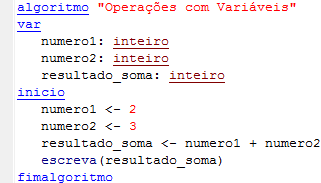 algoritmo "Operações com Variáveis"
var
numero1: inteiro
numero2: inteiro
resultado_soma: inteiro
inicio
numero1 <- 2
numero2 <- 3
resultado_soma <- numero1 + numero2
escreva(resultado_soma)
fimalgoritmo